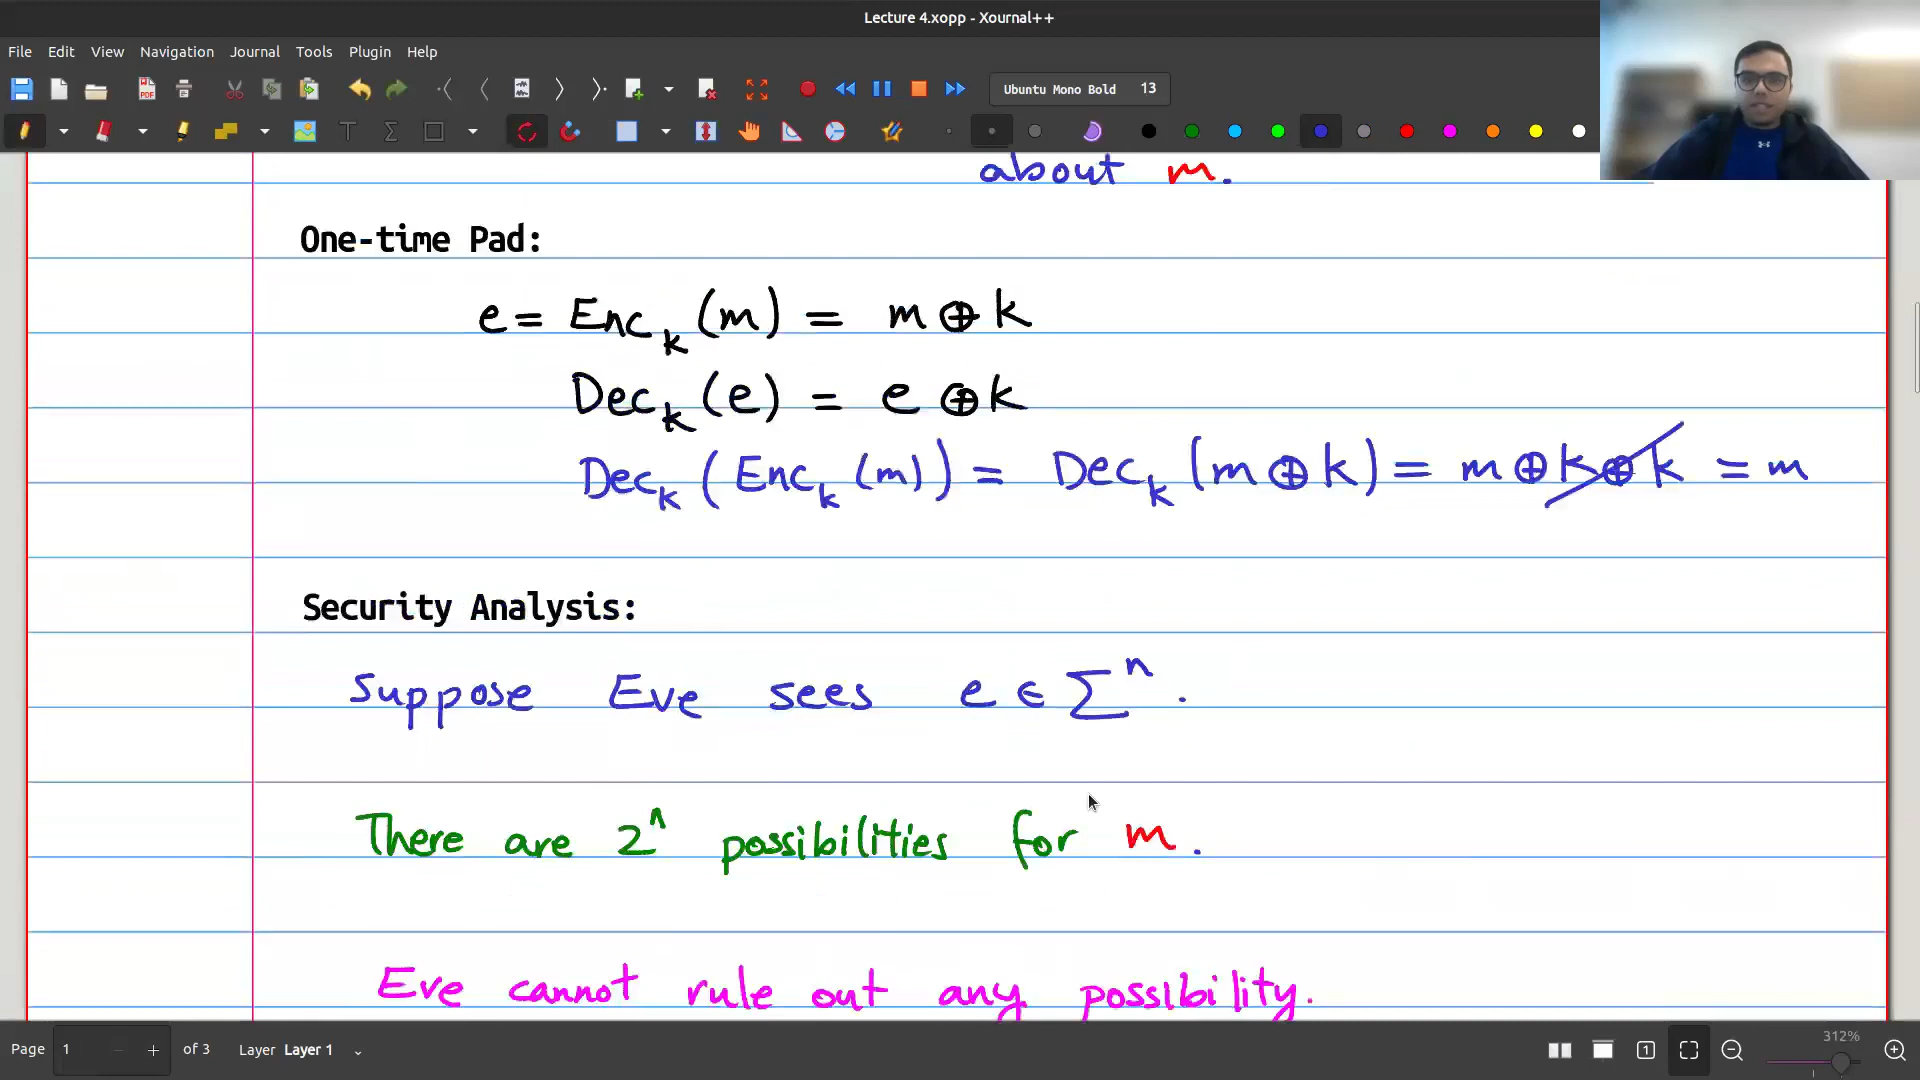 Lecture 4.xopp - Xournal++
File Edit View Navigation Journal Tools Plugin Help
PDF
Ubuntu Mono Bold 13
about m.
One-time Pad:
e = Enc_k (m) = m ⊕ k
Dec_k (e) = e ⊕ k
Dec_k ( Enc_k (m) ) = Dec_k ( m ⊕ k ) = m ⊕ k ⊕ k = m
Security Analysis:
Suppose Eve sees e ∈ Σ^n .
There are 2^n possibilities for m .
Eve cannot rule out any possibility.
Page 1 of 3 Layer Layer 1 312%